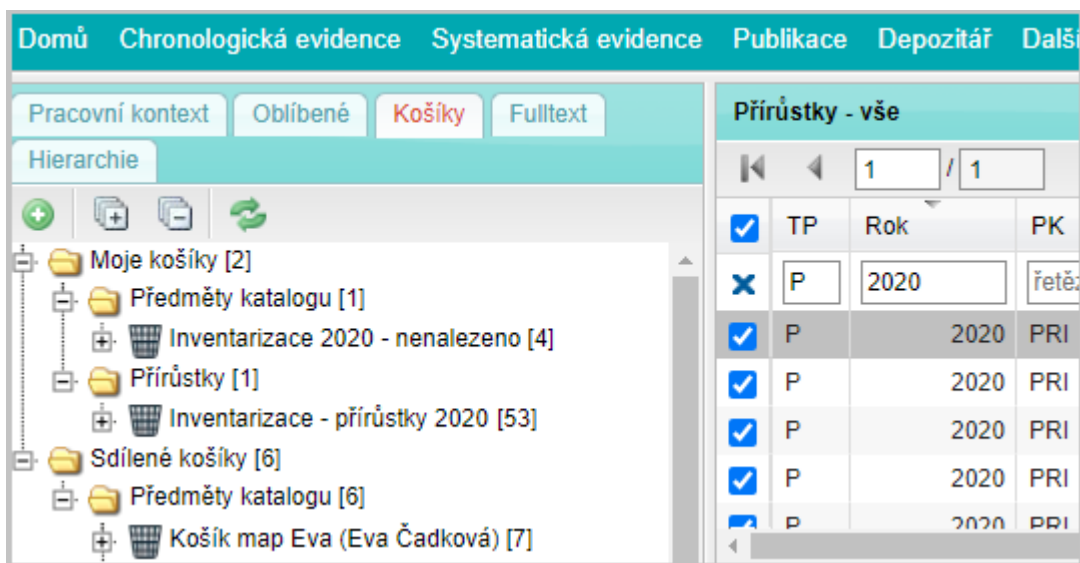 Domů Chronologická evidence Systematická evidence Publikace Depozitář Další
Pracovní kontext Oblíbené Košíky Fulltext
Hierarchie
Moje košíky [2]
Předměty katalogu [1]
Inventarizace 2020 - nenalezeno [4]
Přírůstky [1]
Inventarizace - přírůstky 2020 [53]
Sdílené košíky [6]
Předměty katalogu [6]
Košík map Eva (Eva Čadková) [7]
Přírůstky - vše
1 / 1
TP Rok PK
P 2020 řetěz
P 2020 PRI
P 2020 PRI
P 2020 PRI
P 2020 PRI
P 2020 PRI